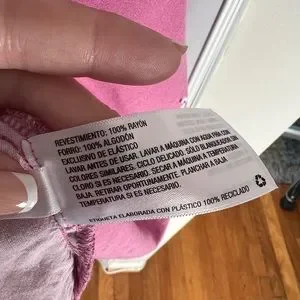 REVESTIMIENTO: 100% RAYÓN
FORRO: 100% ALGODÓN
EXCLUSIVO DE ELÁSTICO
LAVAR ANTES DE USAR. LAVAR A MÁQUINA CON AGUA FRÍA CON
COLORES SIMILARES. CICLO DELICADO. SÓLO BLANQUEADOR SIN
CLORO SI ES NECESARIO. SECAR A MÁQUINA A TEMPERATURA
BAJA. RETIRAR OPORTUNAMENTE. PLANCHAR A BAJA
TEMPERATURA SI ES NECESARIO.
ETIQUETA ELABORADA CON PLÁSTICO 100% RECICLADO